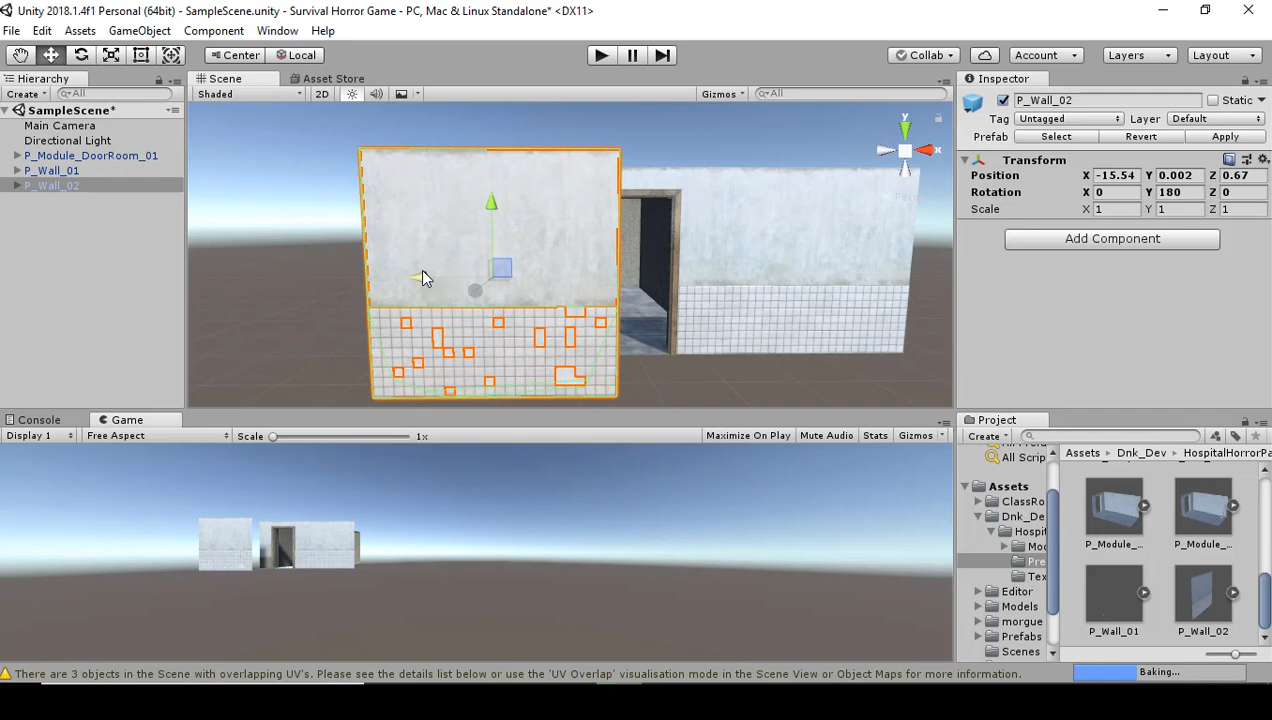 Unity 2018.1.4f1 Personal (64bit) - SampleScene.unity - Survival Horror Game - PC, Mac & Linux Standalone* <DX11>
File Edit Assets GameObject Component Window Help
Center Local Collab Account Layers Layout
Hierarchy Scene Asset Store Inspector
Create All Shaded 2D Gizmos All
P_Wall_02 Static
SampleScene*
Tag Untagged Layer Default
Main Camera
Prefab Select Revert Apply
Directional Light
y
x
P_Module_DoorRoom_01
Transform
P_Wall_01
Position X -15.54 Y 0.002 Z 0.67
P_Wall_02
Rotation X 0 Y 180 Z 0
Scale X 1 Y 1 Z 1
Add Component
Console Game Project
Display 1 Free Aspect Scale 1x Maximize On Play Mute Audio Stats Gizmos Create
All Scrip
Assets Dnk_Dev HospitalHorrorPa
Assets
ClassRo
Dnk_De
Hospi
Mo
Pre
Tex
Editor
Models
morgue
Prefabs
Scenes
P_Module_... P_Module_...
P_Wall_01 P_Wall_02
There are 3 objects in the Scene with overlapping UV's. Please see the details list below or use the 'UV Overlap' visualisation mode in the Scene View or Object Maps for more information.
Baking...